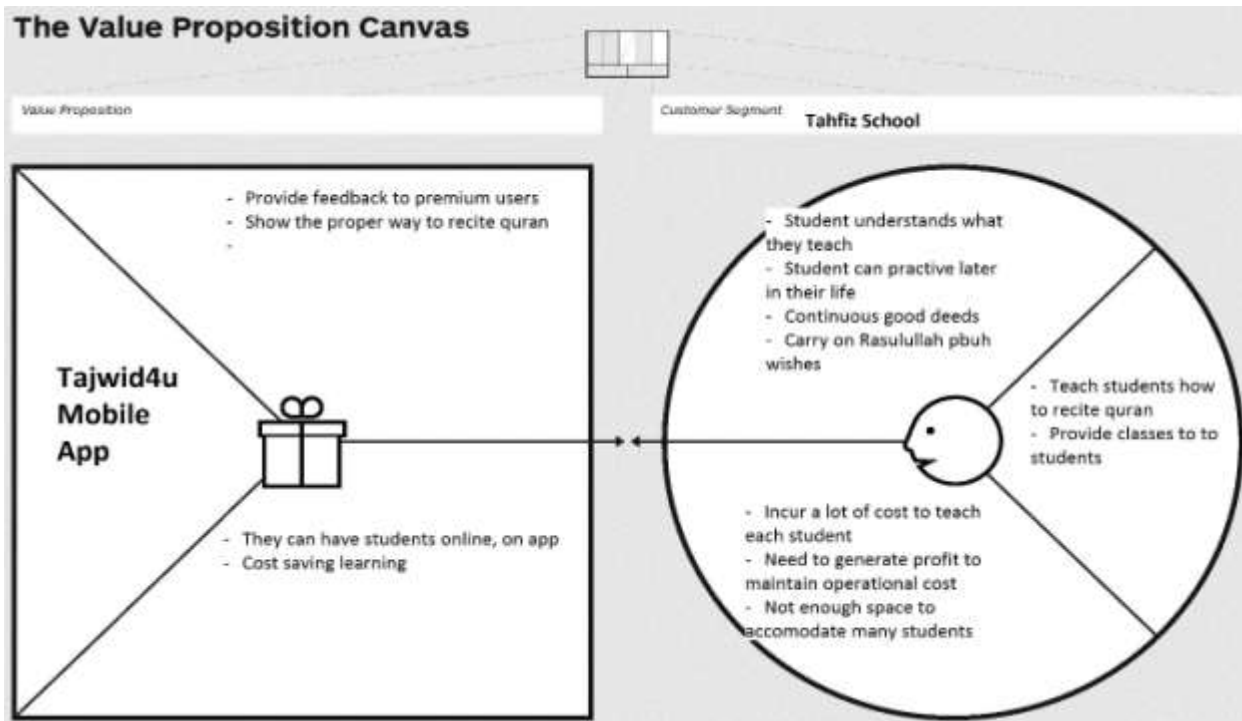 The Value Proposition Canvas
Value Proposition
Customer Segment
Tahfiz School
- Provide feedback to premium users
- Show the proper way to recite quran
-
Tajwid4u
Mobile
App
- They can have students online, on app
- Cost saving learning
- Student understands what
they teach
- Student can practive later
in their life
- Continuous good deeds
- Carry on Rasulullah pbuh
wishes
- Teach students how
to recite quran
- Provide classes to to
students
- Incur a lot of cost to teach
each student
- Need to generate profit to
maintain operational cost
- Not enough space to
accomodate many students